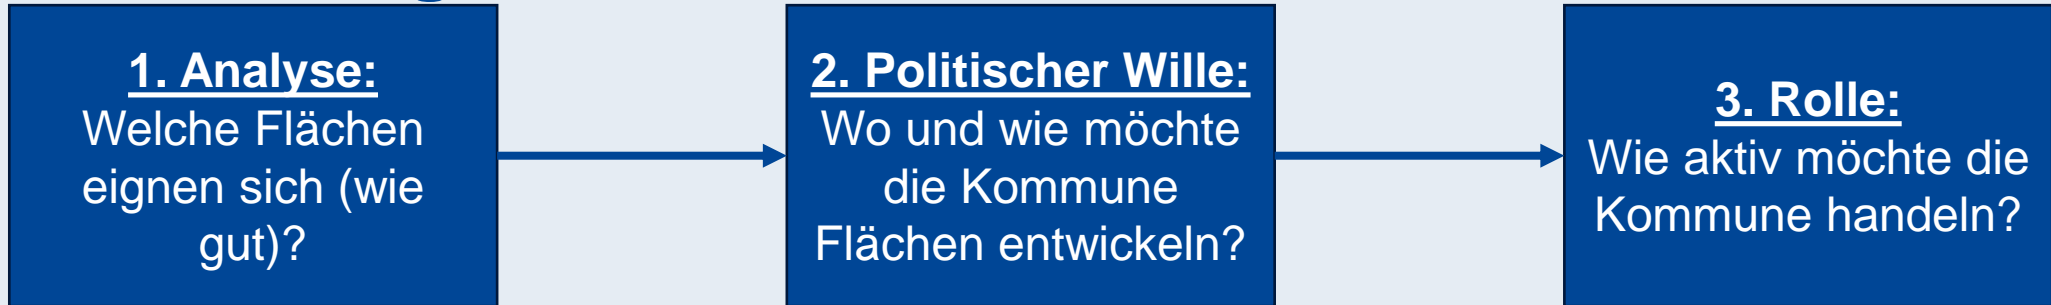 1. Analyse:
Welche Flächen
eignen sich (wie
gut)?
2. Politischer Wille:
Wo und wie möchte
die Kommune
Flächen entwickeln?
3. Rolle:
Wie aktiv möchte die
Kommune handeln?